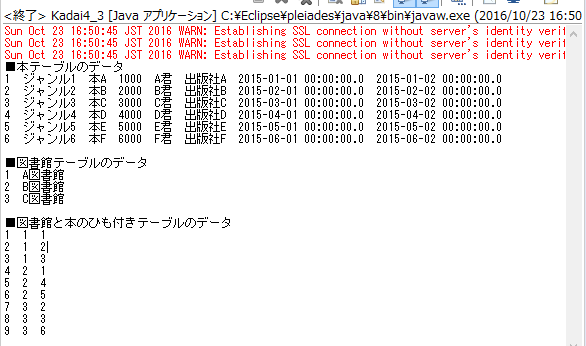 <終了> Kadai4_3 [Java アプリケーション] C:¥Eclipse¥pleiades¥java¥8¥bin¥javaw.exe (2016/10/23 16:50
Sun Oct 23 16:50:45 JST 2016 WARN: Establishing SSL connection without server's identity verif
Sun Oct 23 16:50:45 JST 2016 WARN: Establishing SSL connection without server's identity verif
Sun Oct 23 16:50:45 JST 2016 WARN: Establishing SSL connection without server's identity verif
■本テーブルのデータ
1 ジャンル1 本A 1000 A君 出版社A 2015-01-01 00:00:00.0 2015-01-02 00:00:00.0
2 ジャンル2 本B 2000 B君 出版社B 2015-02-01 00:00:00.0 2015-02-02 00:00:00.0
3 ジャンル3 本C 3000 C君 出版社C 2015-03-01 00:00:00.0 2015-03-02 00:00:00.0
4 ジャンル4 本D 4000 D君 出版社D 2015-04-01 00:00:00.0 2015-04-02 00:00:00.0
5 ジャンル5 本E 5000 E君 出版社E 2015-05-01 00:00:00.0 2015-05-02 00:00:00.0
6 ジャンル6 本F 6000 F君 出版社F 2015-06-01 00:00:00.0 2015-06-02 00:00:00.0
■図書館テーブルのデータ
1 A図書館
2 B図書館
3 C図書館
■図書館と本のひも付きテーブルのデータ
1 1 1
2 1 2
3 1 3
4 2 1
5 2 4
6 2 5
7 3 2
8 3 3
9 3 6